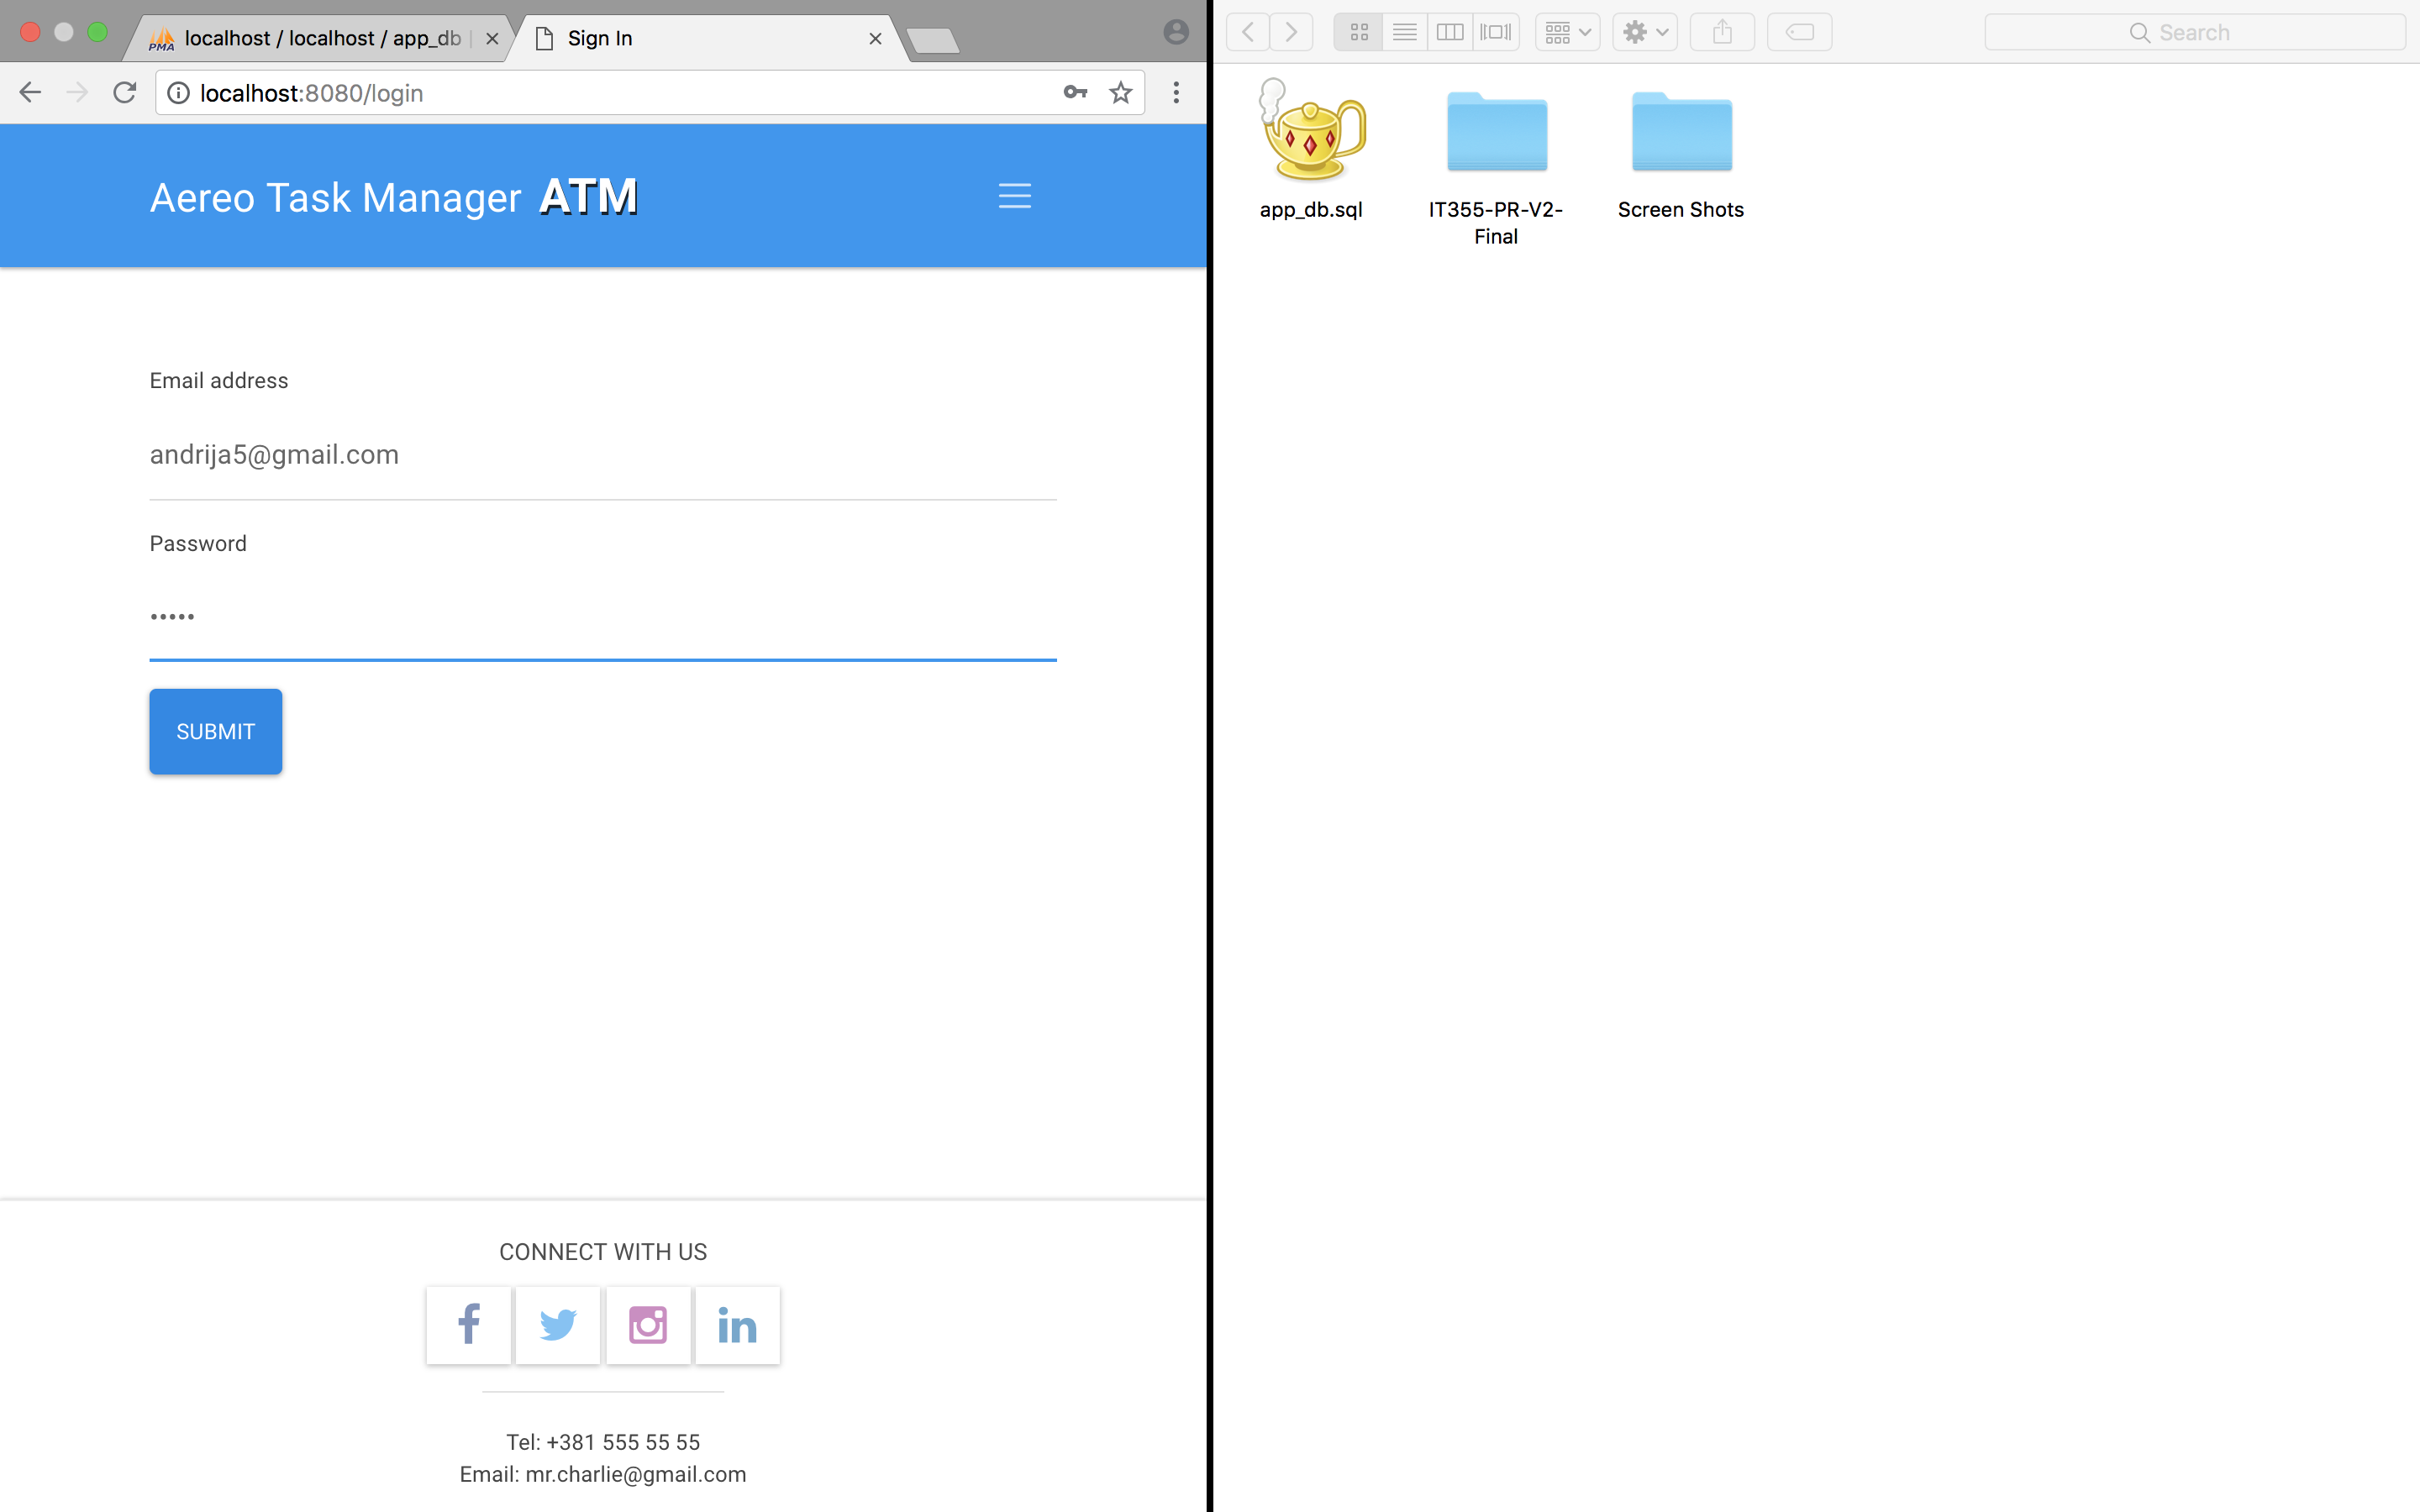 PMA localhost / localhost / app_db |
Sign In
localhost:8080/login
Aereo Task Manager ATM
Email address
andrija5@gmail.com
Password
•••••
SUBMIT
CONNECT WITH US
Tel: +381 555 55 55
Email: mr.charlie@gmail.com
Search
app_db.sql
IT355-PR-V2-
Final
Screen Shots